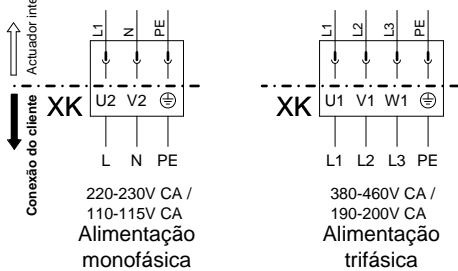 Actuador
Conexão do cliente
L1 N PE
XK U2 V2
L N PE
220-230V CA /
110-115V CA
Alimentação
monofásica
L1 L2 L3 PE
XK U1 V1 W1
L1 L2 L3 PE
380-460V CA /
190-200V CA
Alimentação
trifásica